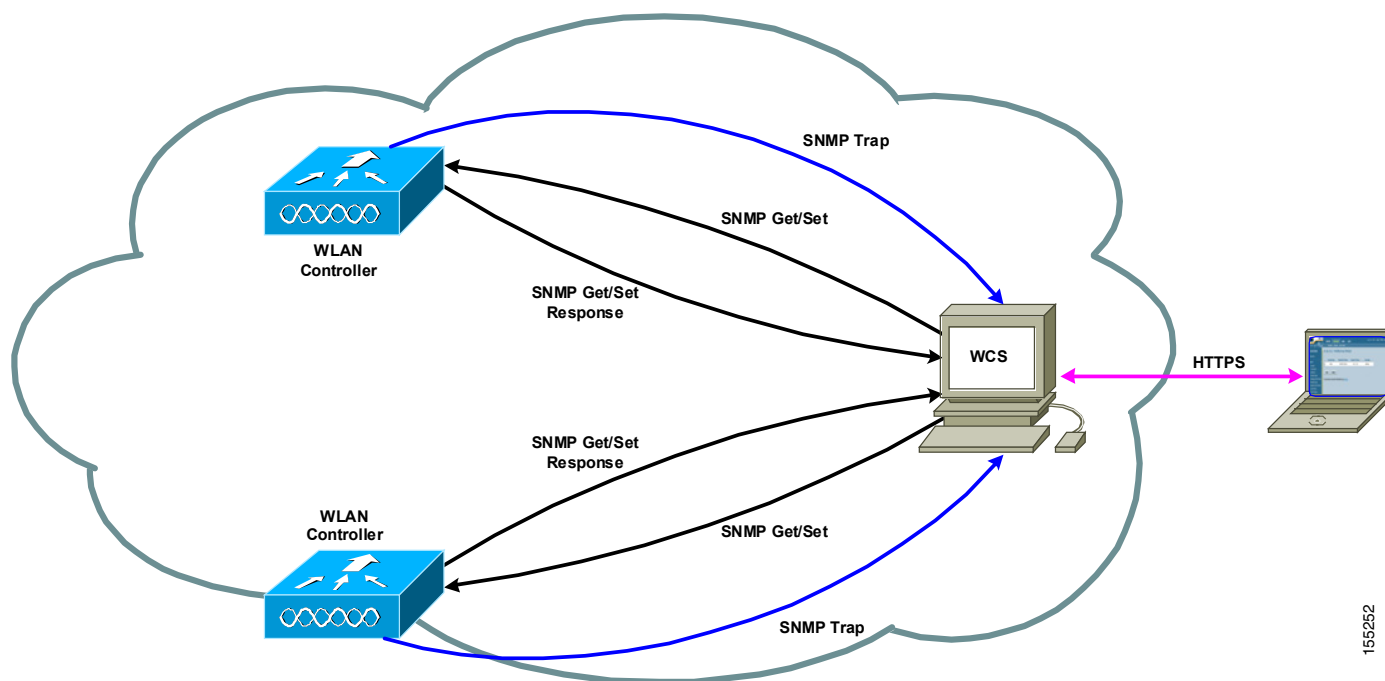 SNMP Trap
SNMP Get/Set
WLAN
Controller
SNMP Get/Set
Response
WCS
HTTPS
SNMP Get/Set
Response
WLAN
Controller
SNMP Get/Set
SNMP Trap
155252